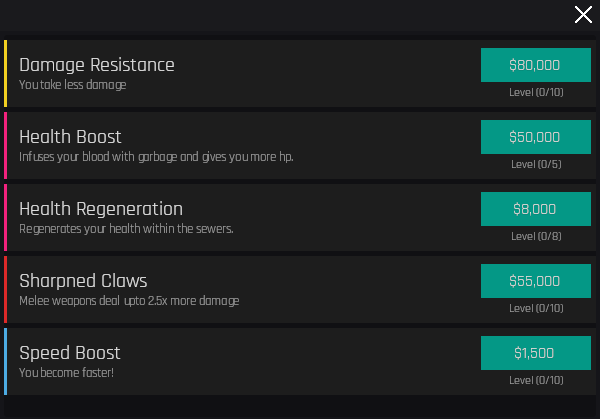 Damage Resistance
You take less damage
$80,000
Level (0/10)
Health Boost
Infuses your blood with garbage and gives you more hp.
$50,000
Level (0/5)
Health Regeneration
Regenerates your health within the sewers.
$8,000
Level (0/8)
Sharpned Claws
Melee weapons deal upto 2.5x more damage
$55,000
Level (0/10)
Speed Boost
You become faster!
$1,500
Level (0/10)